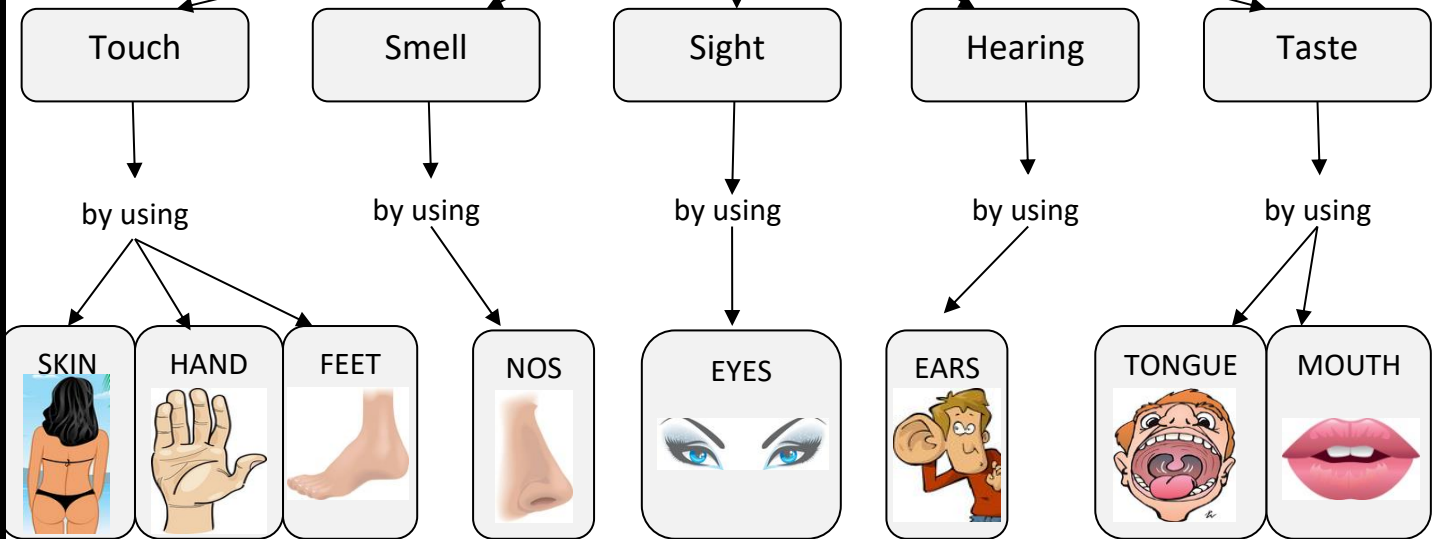 Touch
Smell
Sight
Hearing
Taste
by using
by using
by using
by using
by using
SKIN
HAND
FEET
NOS
EYES
EARS
TONGUE
MOUTH